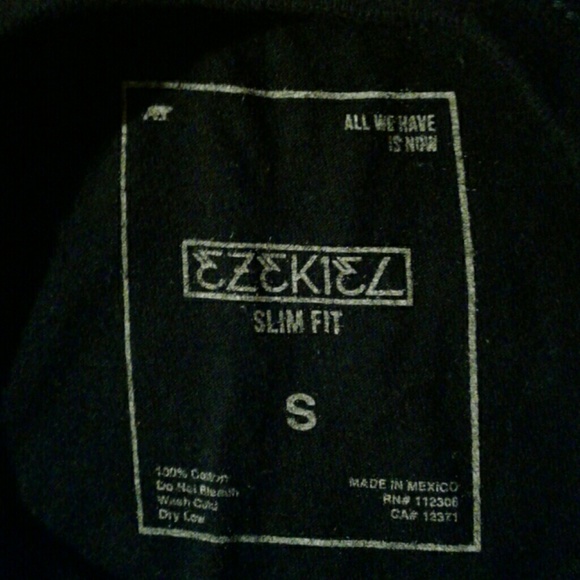 ALL WE HAVE
IS NOW
EZEKIEL
SLIM FIT
S
100% Cotton
Do Not Bleach
Wash Cold
Dry Low
MADE IN MEXICO
RN# 112306
CA# 12371